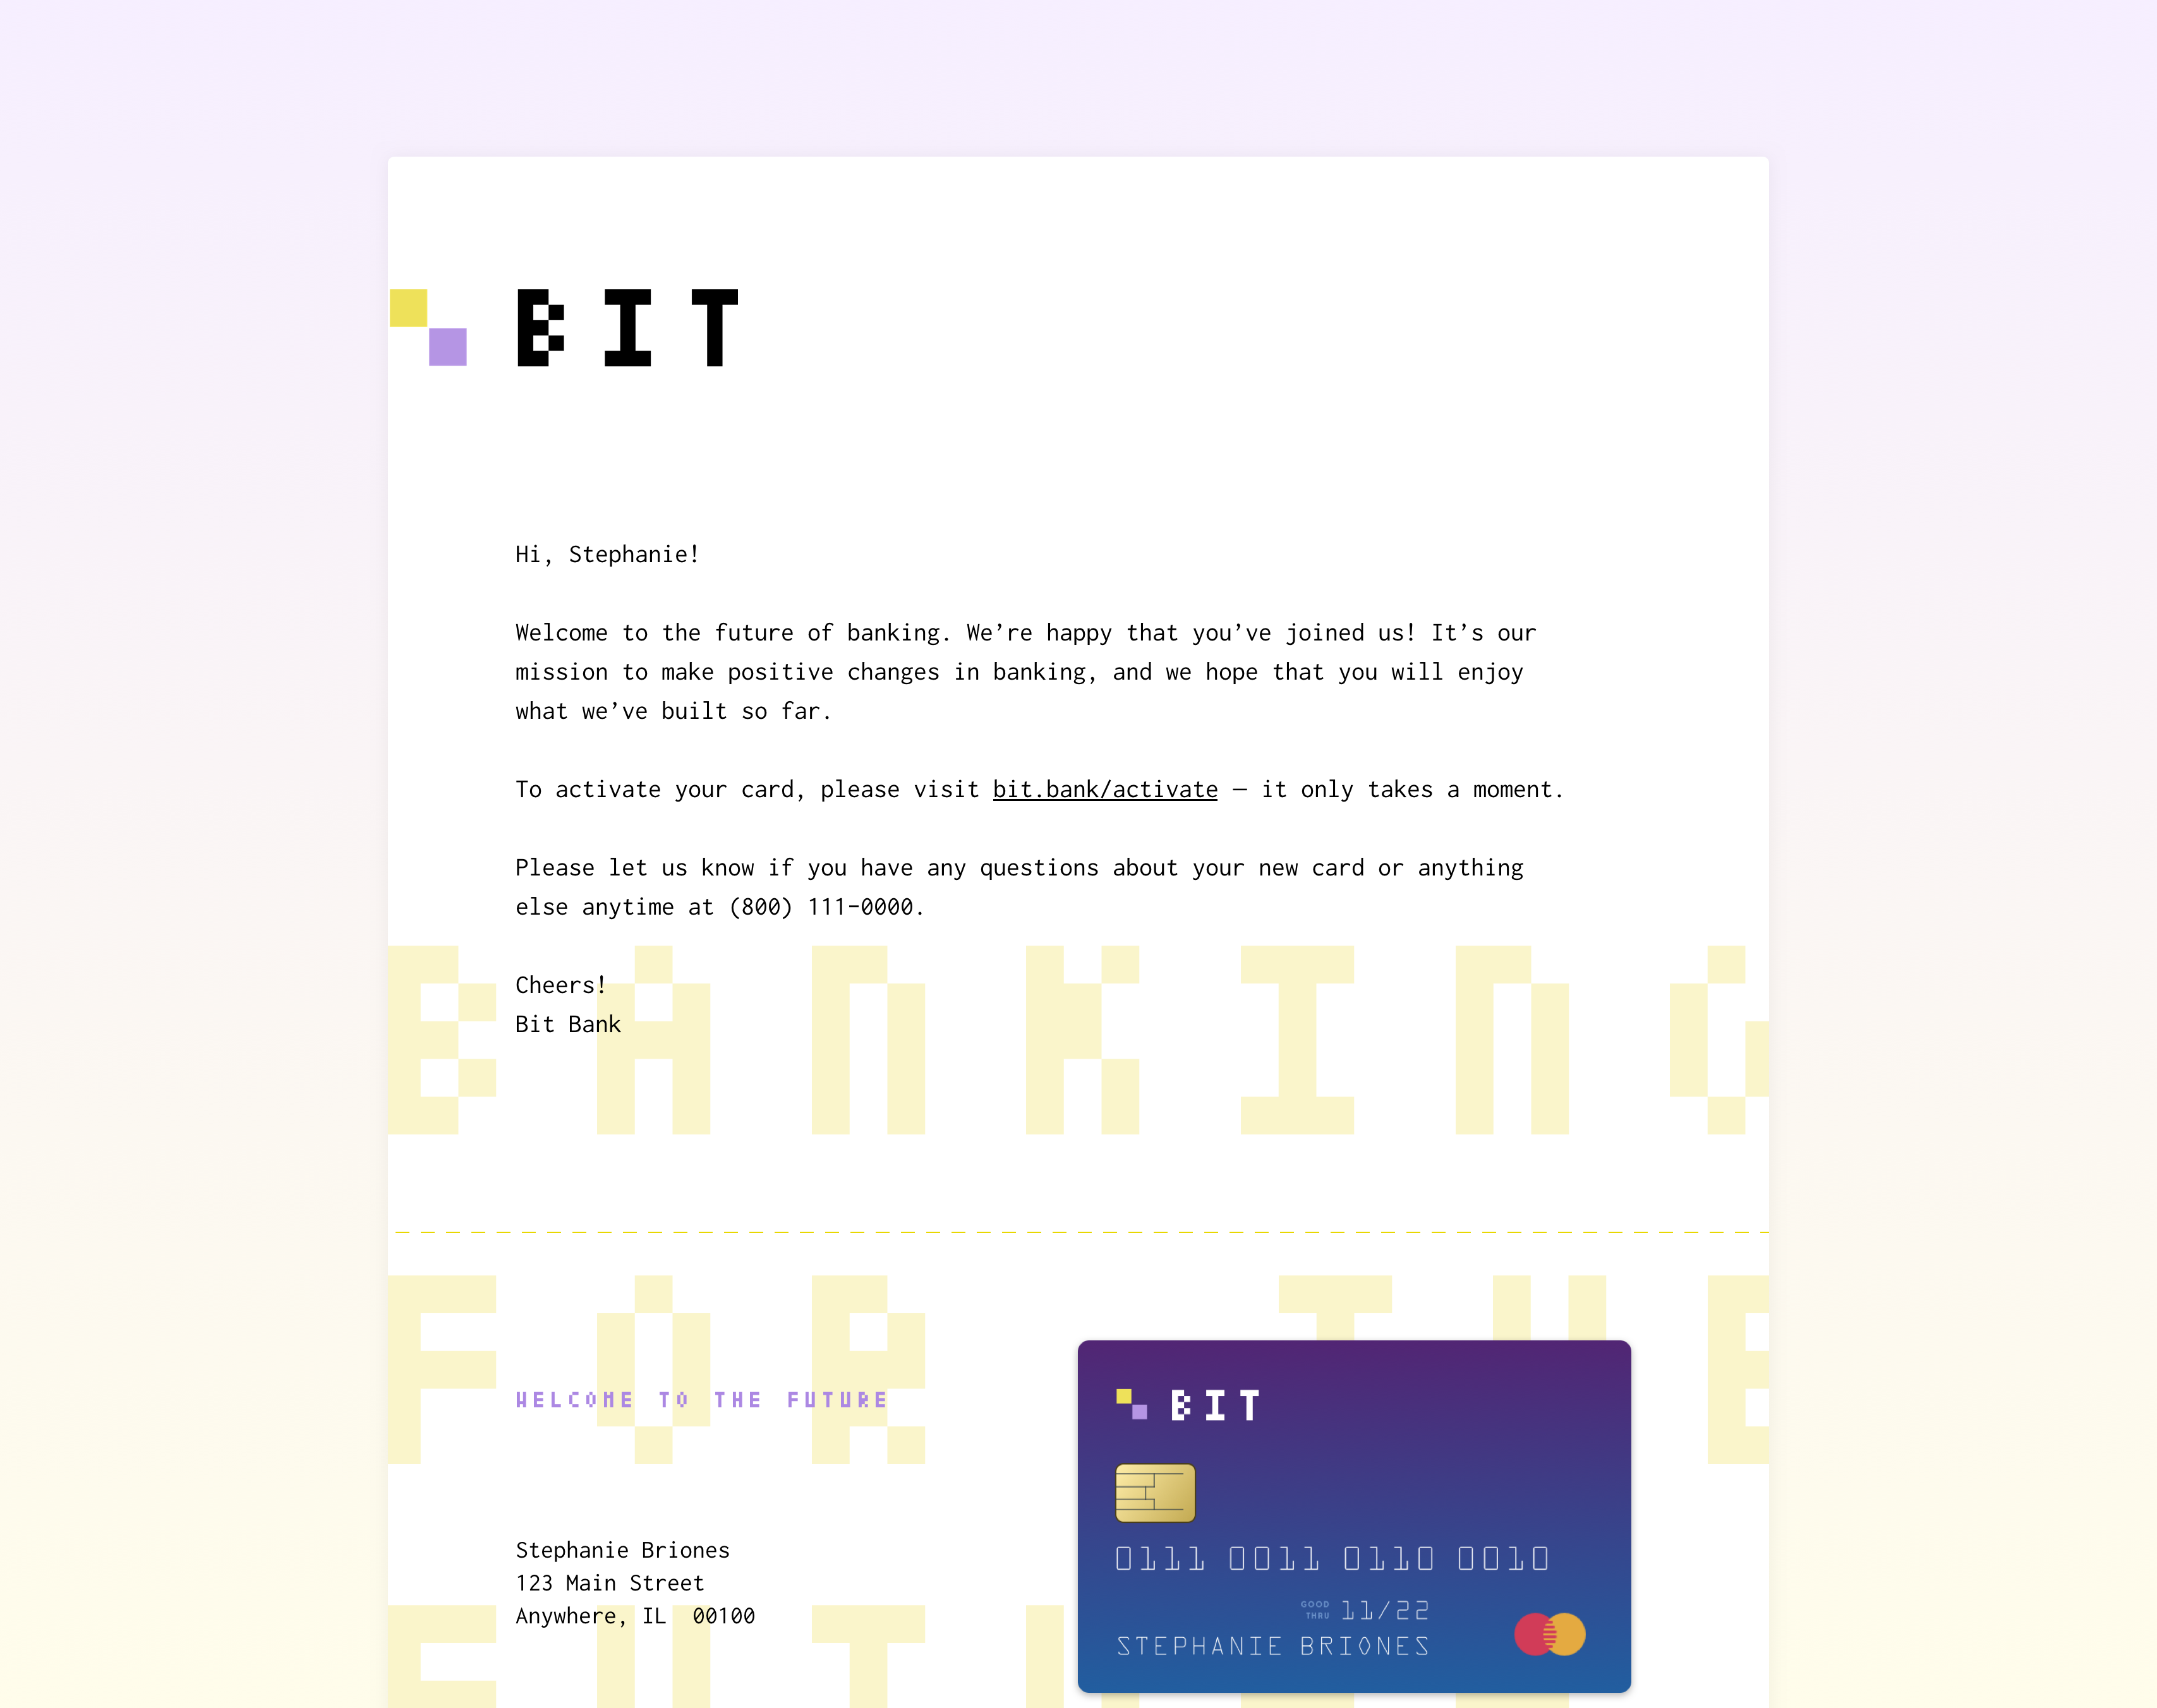 BIT
Hi, Stephanie!
Welcome to the future of banking. We’re happy that you’ve joined us! It’s our
mission to make positive changes in banking, and we hope that you will enjoy
what we’ve built so far.
To activate your card, please visit bit.bank/activate — it only takes a moment.
Please let us know if you have any questions about your new card or anything
else anytime at (800) 111-0000.
BANKING
Cheers!
Bit Bank
FOR THE
WELCOME TO THE FUTURE
BIT
0111 0011 0110 0010
GOOD
THRU 11/22
STEPHANIE BRIONES
Stephanie Briones
123 Main Street
Anywhere, IL  00100